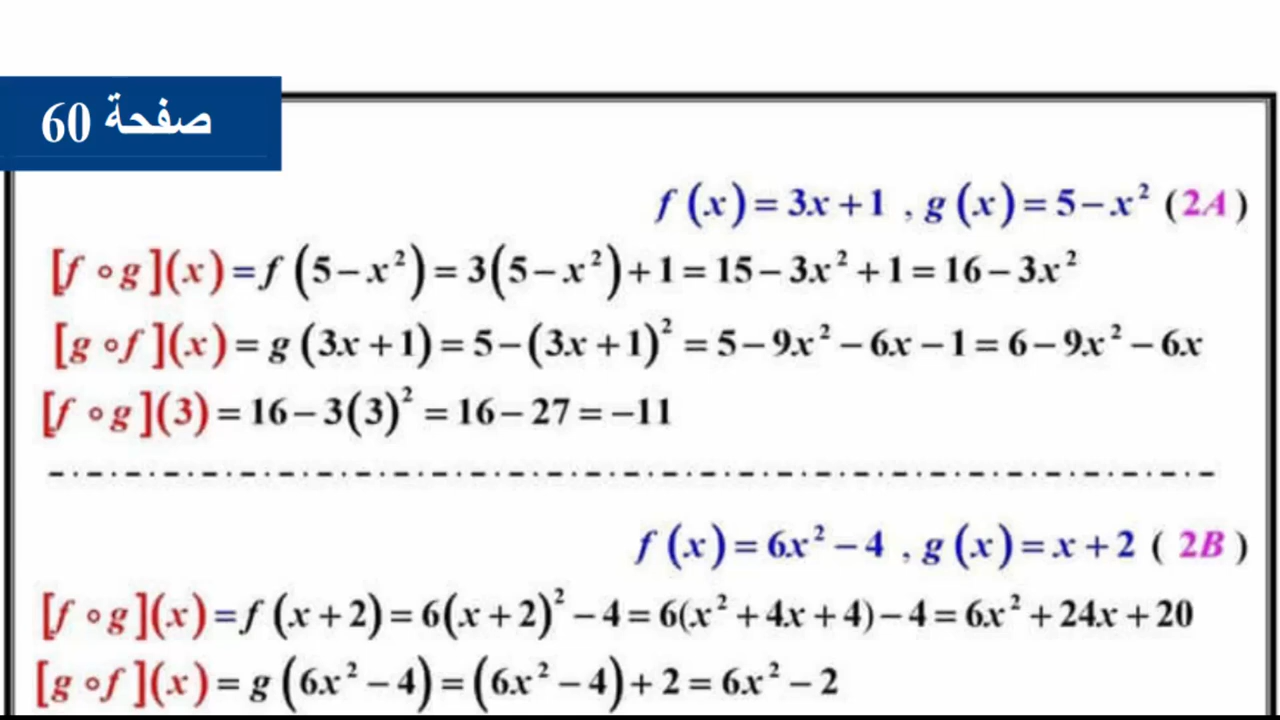 صفحة 60
f (x) = 3x + 1 , g (x) = 5 − x² (2A)
[f ∘ g](x) = f (5 − x²) = 3(5 − x²) + 1 = 15 − 3x² + 1 = 16 − 3x²
[g ∘ f](x) = g (3x + 1) = 5 − (3x + 1)² = 5 − 9x² − 6x − 1 = 6 − 9x² − 6x
[f ∘ g](3) = 16 − 3(3)² = 16 − 27 = −11
f (x) = 6x² − 4 , g (x) = x + 2 ( 2B )
[f ∘ g](x) = f (x + 2) = 6(x + 2)² − 4 = 6(x² + 4x + 4) − 4 = 6x² + 24x + 20
[g ∘ f](x) = g (6x² − 4) = (6x² − 4) + 2 = 6x² − 2